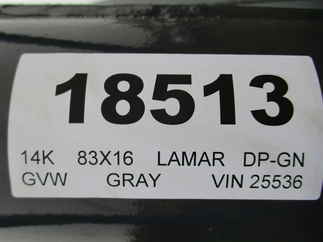 18513
14K 83X16 LAMAR DP-GN
GVW GRAY VIN 25536